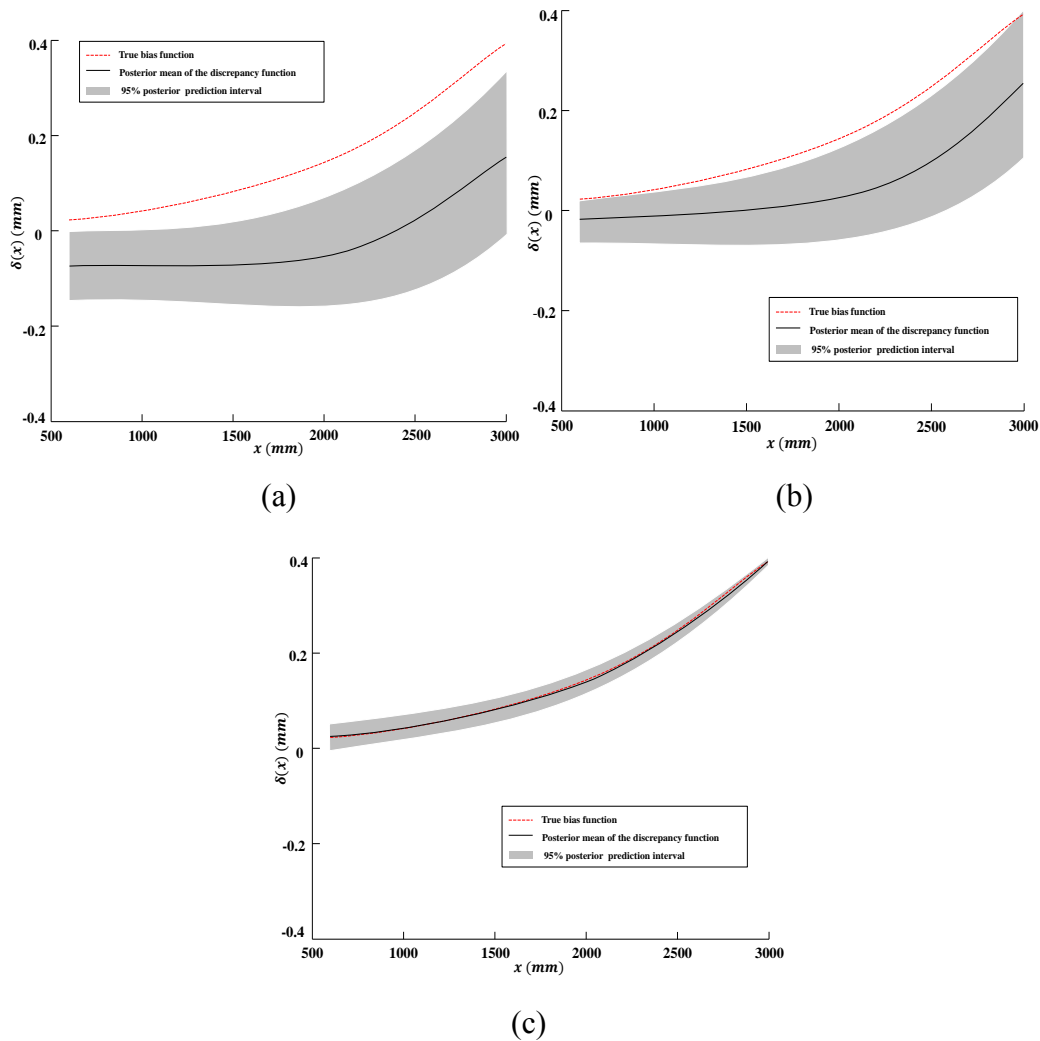 0.4
0.2
0
-0.2
-0.4
δ(x) (mm)
True bias function
Posterior mean of the discrepancy function
95% posterior prediction interval
500 1000 1500 2000 2500 3000
x (mm)
(a)
0.4
0.2
0
-0.2
-0.4
δ(x) (mm)
True bias function
Posterior mean of the discrepancy function
95% posterior prediction interval
500 1000 1500 2000 2500 3000
x (mm)
(b)
0.4
0.2
0
-0.2
-0.4
δ(x) (mm)
True bias function
Posterior mean of the discrepancy function
95% posterior prediction interval
500 1000 1500 2000 2500 3000
x (mm)
(c)